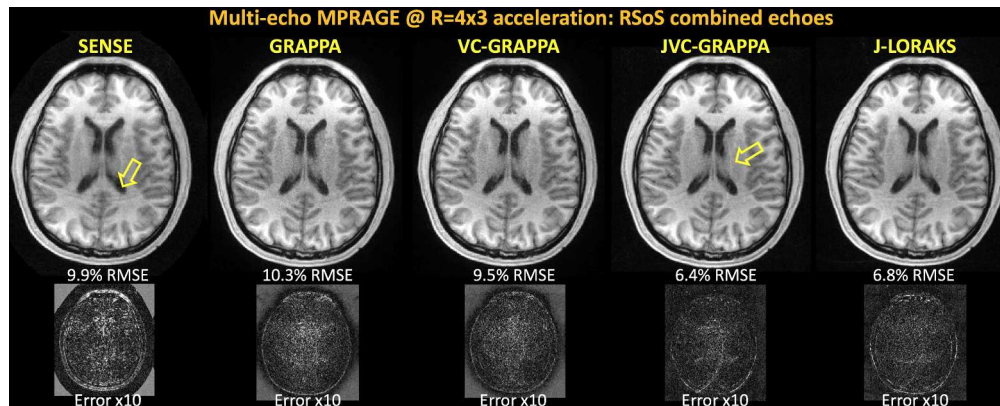 Multi-echo MPRAGE @ R=4x3 acceleration: RSoS combined echoes
SENSE GRAPPA VC-GRAPPA JVC-GRAPPA J-LORAKS
9.9% RMSE 10.3% RMSE 9.5% RMSE 6.4% RMSE 6.8% RMSE
Error x10 Error x10 Error x10 Error x10 Error x10